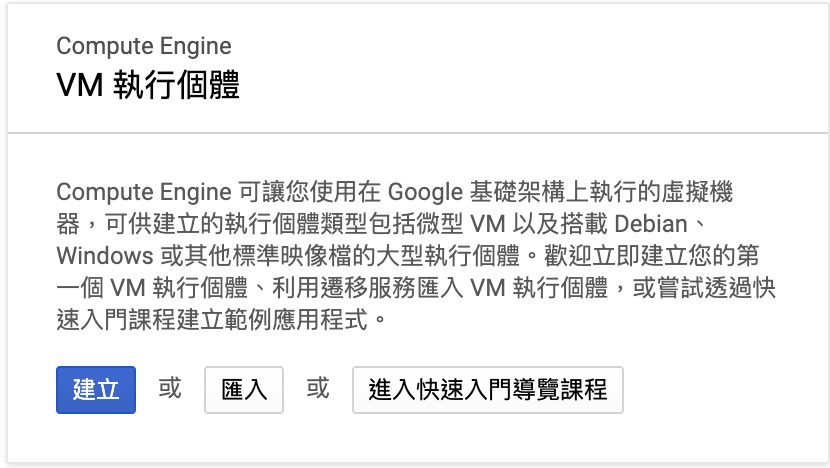 Compute Engine
VM 執行個體
Compute Engine 可讓您使用在 Google 基礎架構上執行的虛擬機
器，可供建立的執行個體類型包括微型 VM 以及搭載 Debian、
Windows 或其他標準映像檔的大型執行個體。歡迎立即建立您的第
一個 VM 執行個體、利用遷移服務匯入 VM 執行個體，或嘗試透過快
速入門課程建立範例應用程式。
建立 或 匯入 或 進入快速入門導覽課程